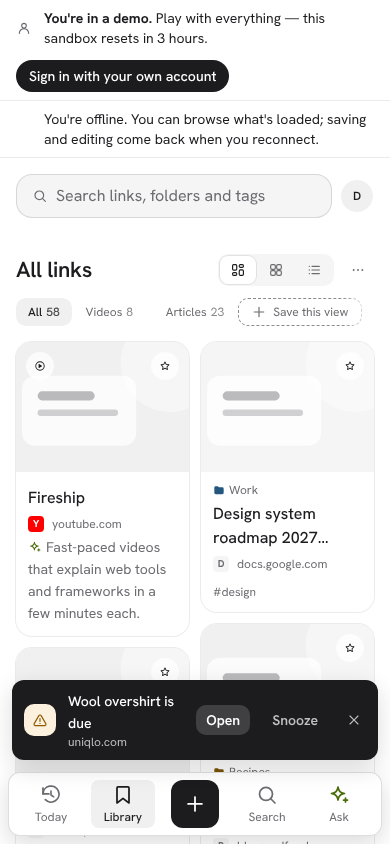 You're in a demo. Play with everything — this
sandbox resets in 3 hours.
Sign in with your own account
You're offline. You can browse what's loaded; saving
and editing come back when you reconnect.
Search links, folders and tags
D
All links
All 58
Videos 8
Articles 23
Save this view
Fireship
Y youtube.com
Fast-paced videos
that explain web tools
and frameworks in a
few minutes each.
Work
Design system
roadmap 2027...
D docs.google.com
#design
Wool overshirt is
due
uniqlo.com
Open
Snooze
Recipes
Today
Library
Search
Ask